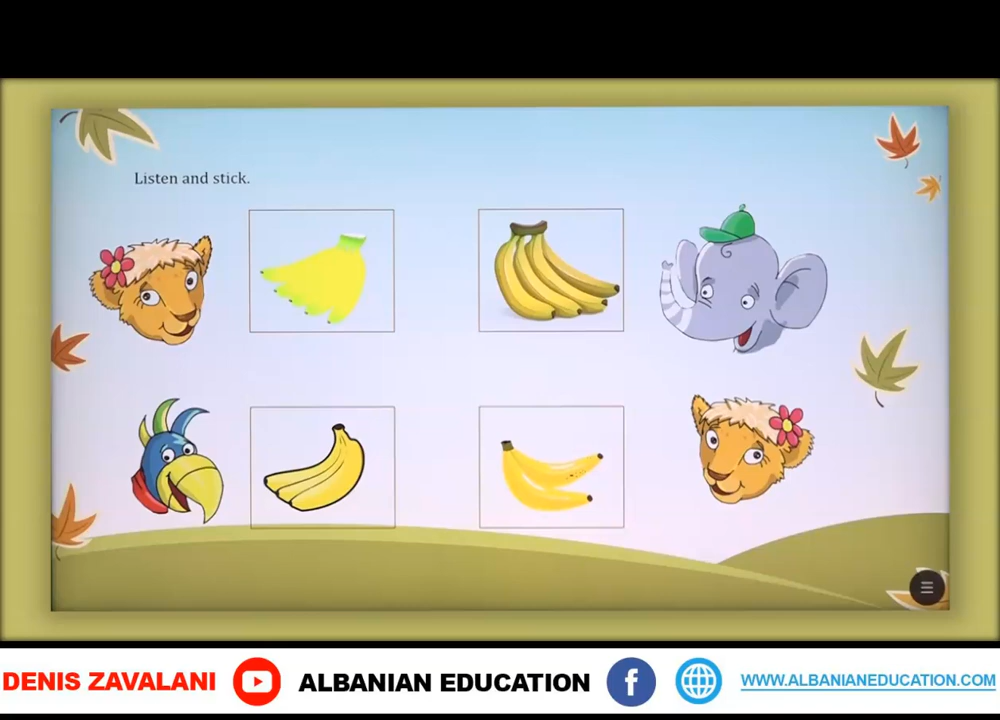 Listen and stick.
DENIS ZAVALANI
ALBANIAN EDUCATION
WWW.ALBANIANEDUCATION.COM